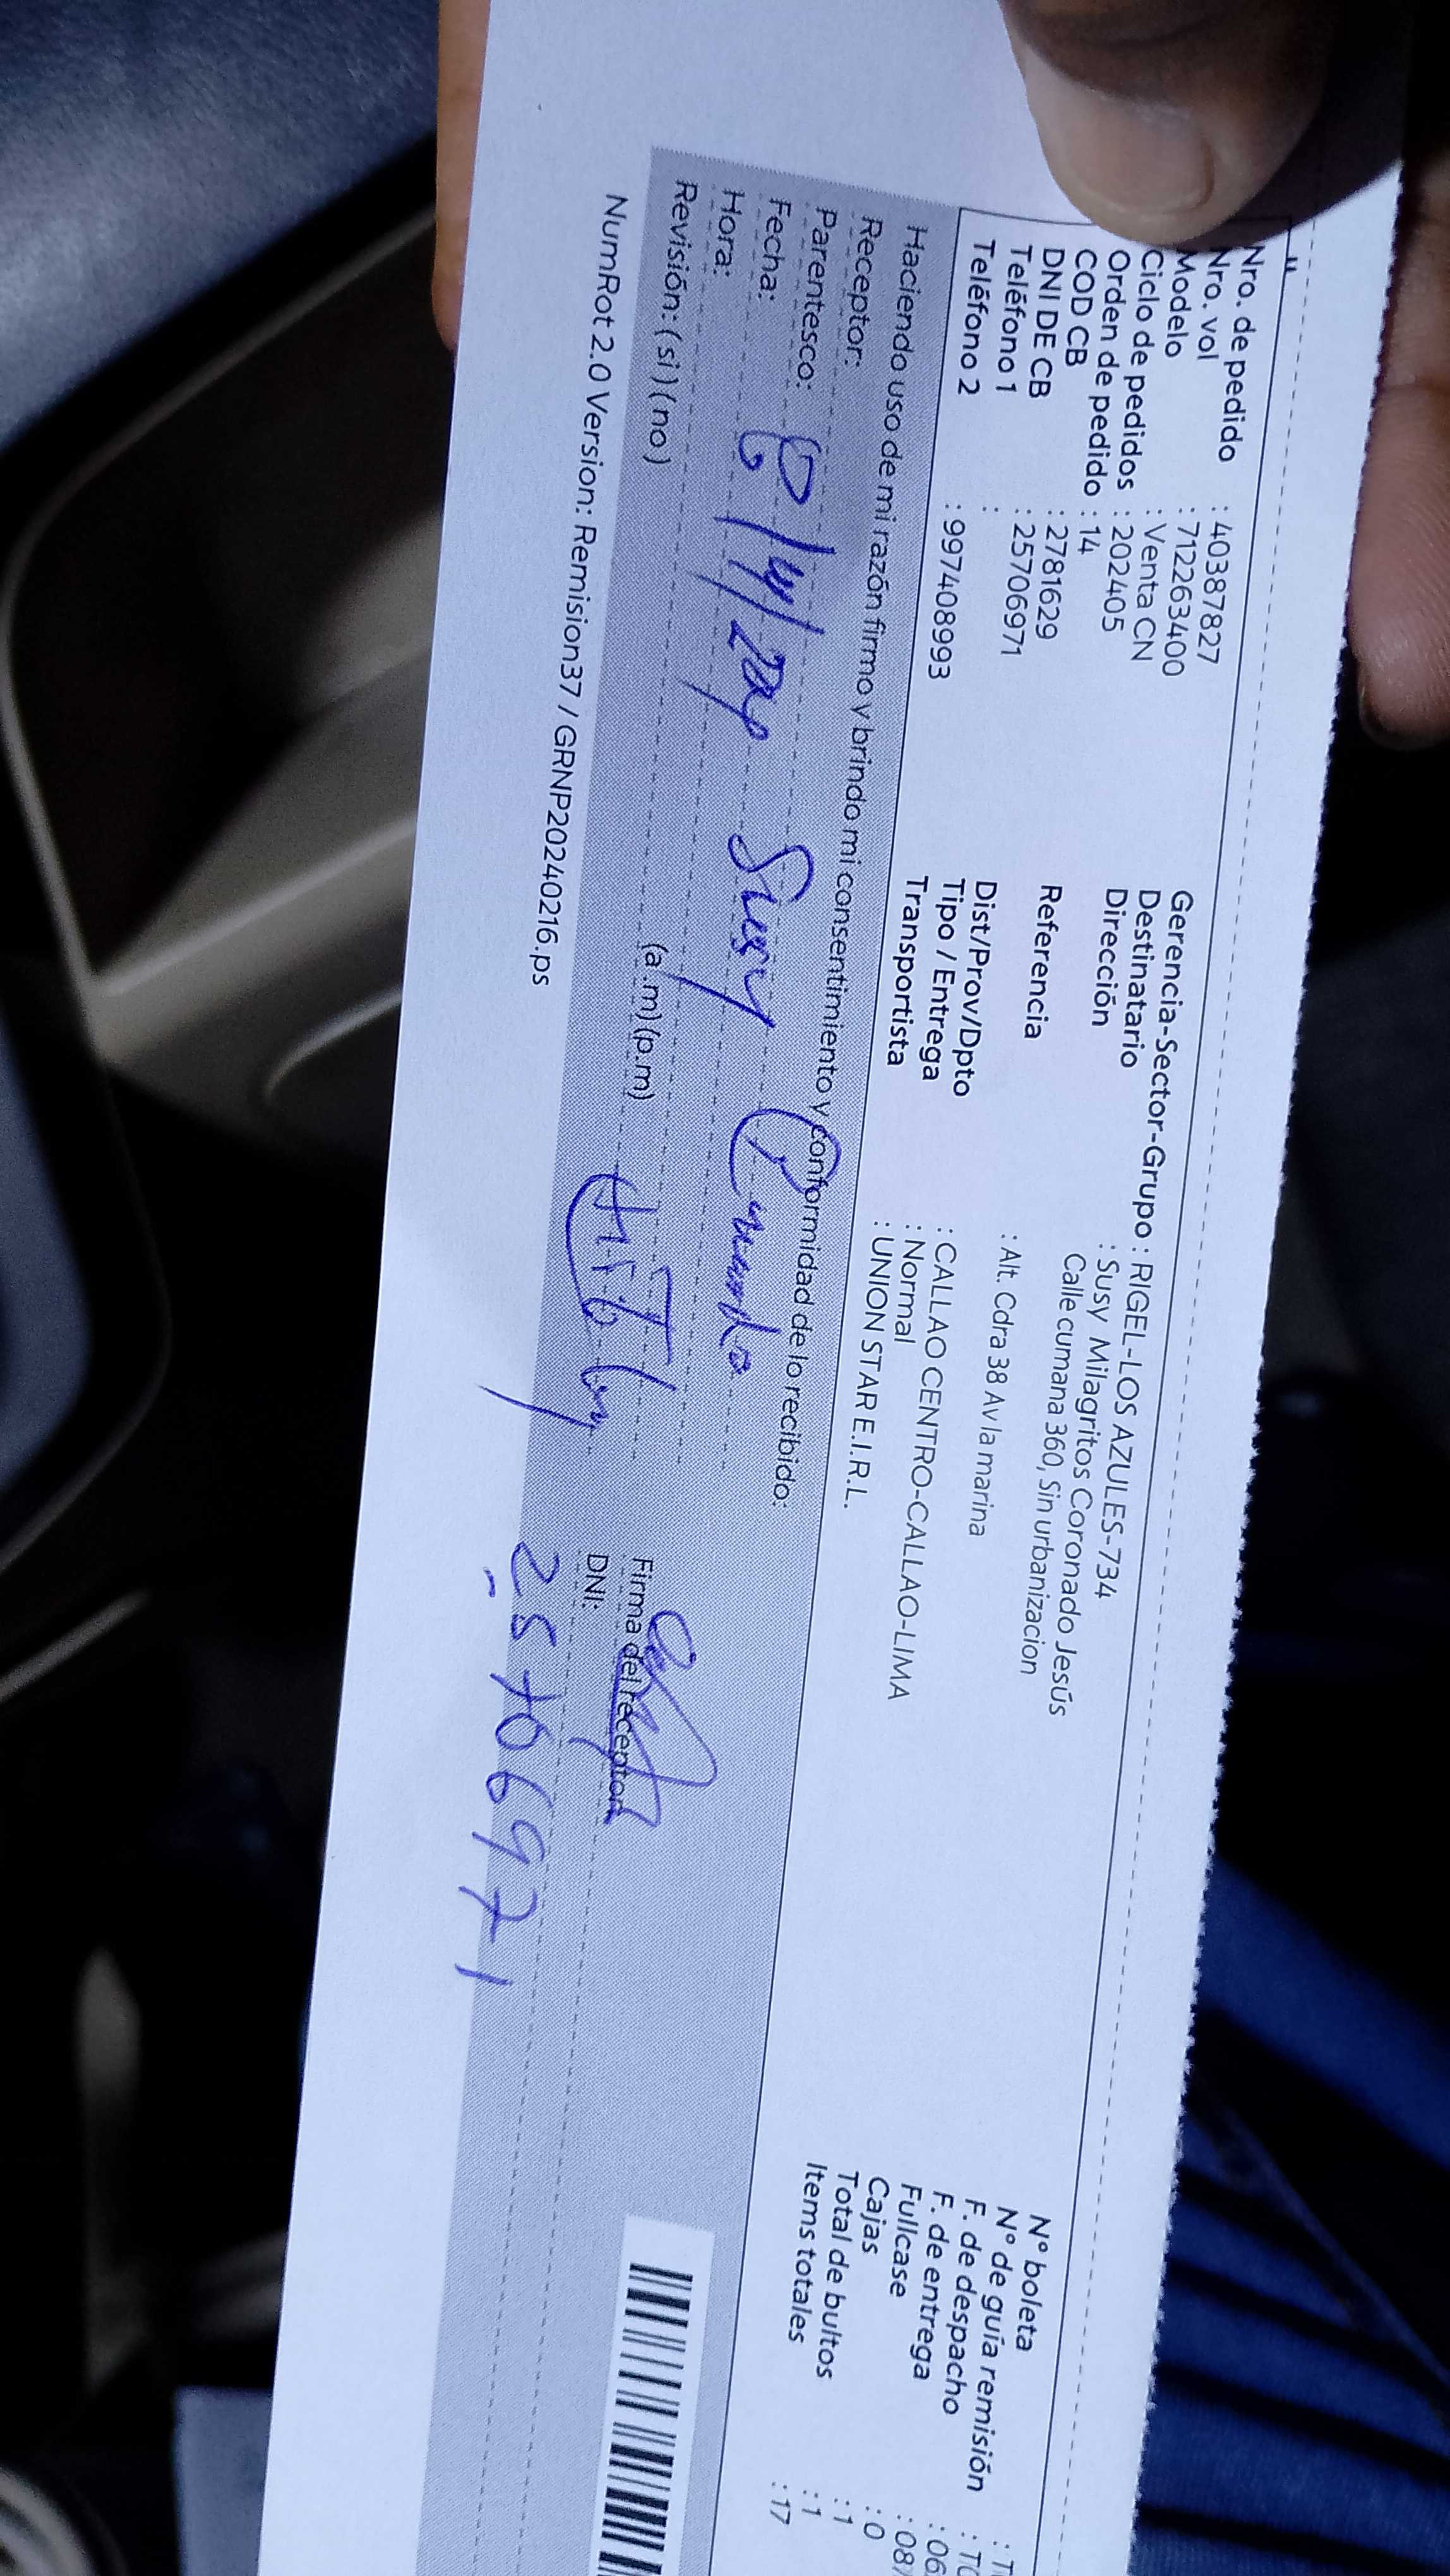 Nro. de pedido : 40387827
Nro. vol : 712263400
Modelo : Venta CN
Ciclo de pedidos : 202405
Orden de pedido : 14
COD CB : 2781629
DNI DE CB : 25706971
Teléfono 1 :
Teléfono 2 : 997408993
Gerencia-Sector-Grupo : RIGEL-LOS AZULES-734
Destinatario : Susy Milagritos Coronado Jesús
Dirección Calle cumana 360, Sin urbanizacion
Referencia : Alt. Cdra 38 Av la marina
Dist/Prov/Dpto : CALLAO CENTRO-CALLAO-LIMA
Tipo / Entrega : Normal
Transportista : UNION STAR E.I.R.L.
N° boleta : T
N° de guía remisión : T0
F. de despacho : 06
F. de entrega : 08/
Fullcase : 0
Cajas : 1
Total de bultos : 1
Items totales : 17
Haciendo uso de mi razón firmo y brindo mi consentimiento y conformidad de lo recibido:
Receptor:
Parentesco: Susy
Fecha:
Hora: (a.m)(p.m)
Revisión: (si) (no)
Firma del receptor
DNI: 25706971
NumRot 2.0 Version: Remision37 / GRNP20240216.ps